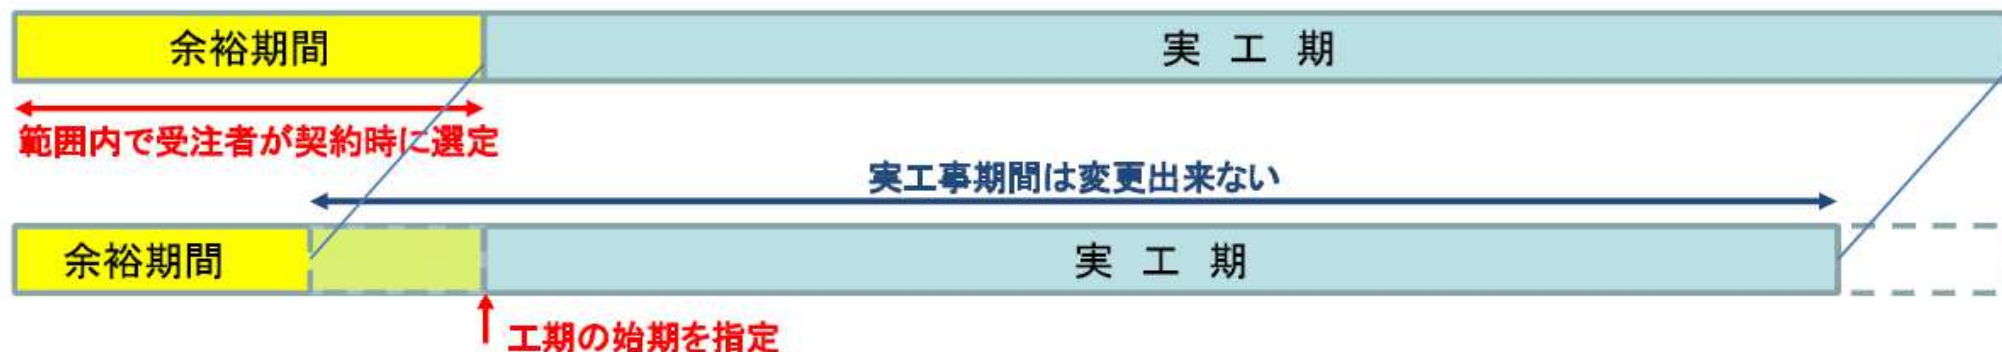 余裕期間
実 工 期
範囲内で受注者が契約時に選定
実工事期間は変更出来ない
余裕期間
実 工 期
工期の始期を指定